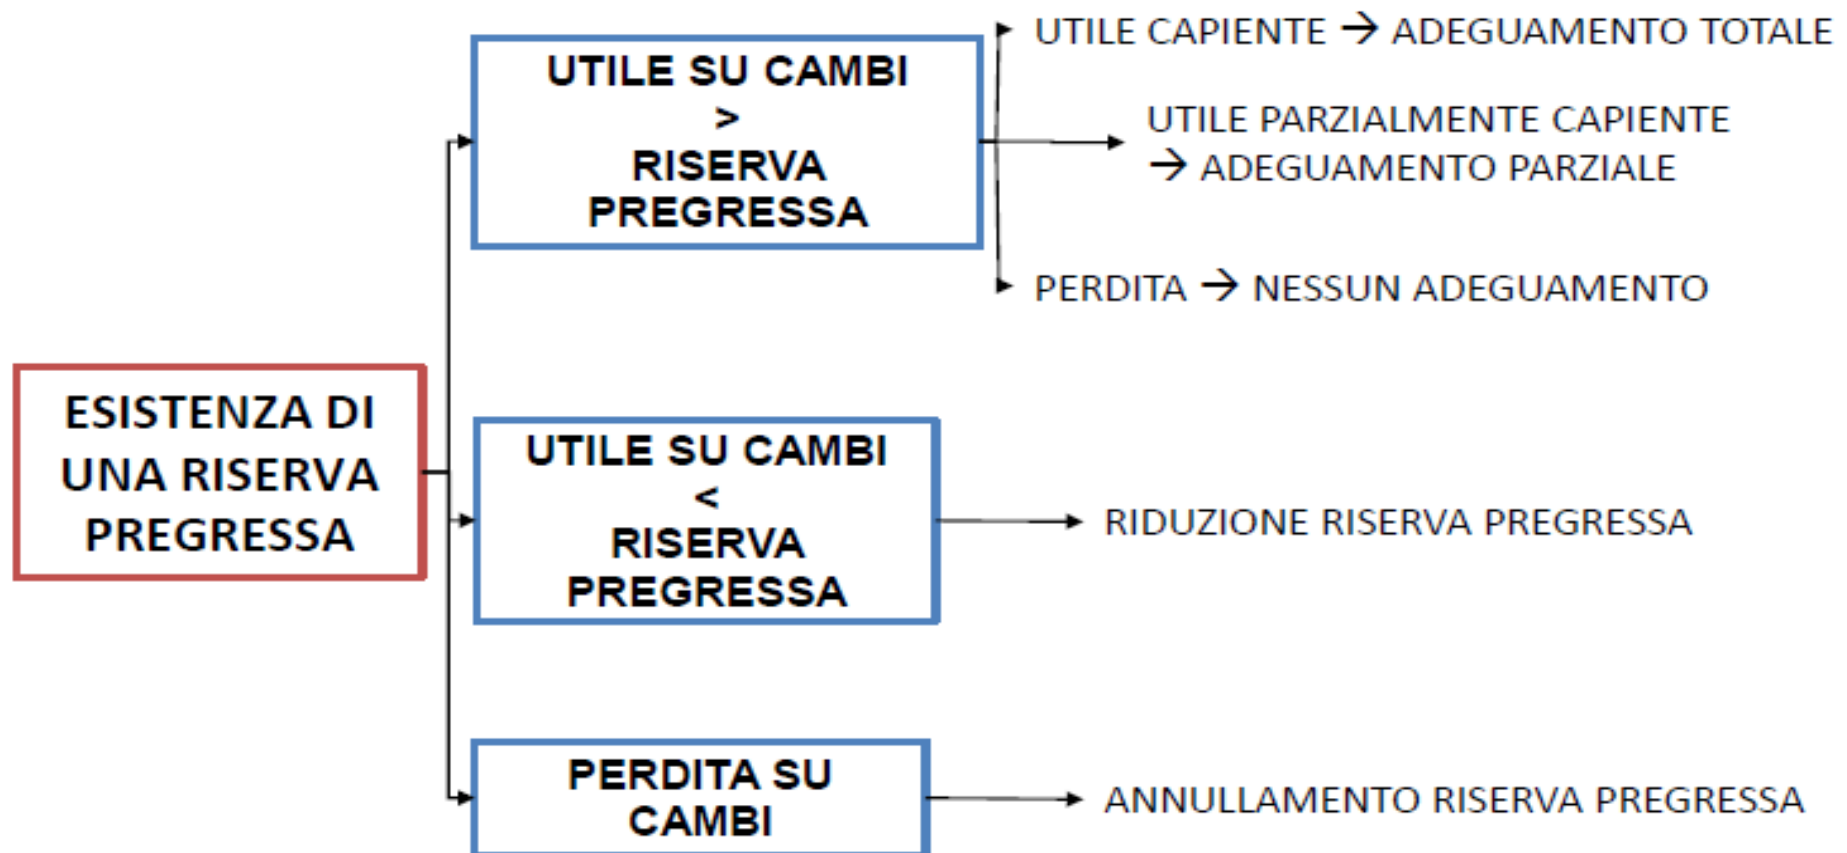 UTILE SU CAMBI
>
RISERVA
PREGRESSA
UTILE CAPIENTE → ADEGUAMENTO TOTALE
UTILE PARZIALMENTE CAPIENTE
→ ADEGUAMENTO PARZIALE
PERDITA → NESSUN ADEGUAMENTO
ESISTENZA DI
UNA RISERVA
PREGRESSA
UTILE SU CAMBI
<
RISERVA
PREGRESSA
RIDUZIONE RISERVA PREGRESSA
PERDITA SU
CAMBI
ANNULLAMENTO RISERVA PREGRESSA